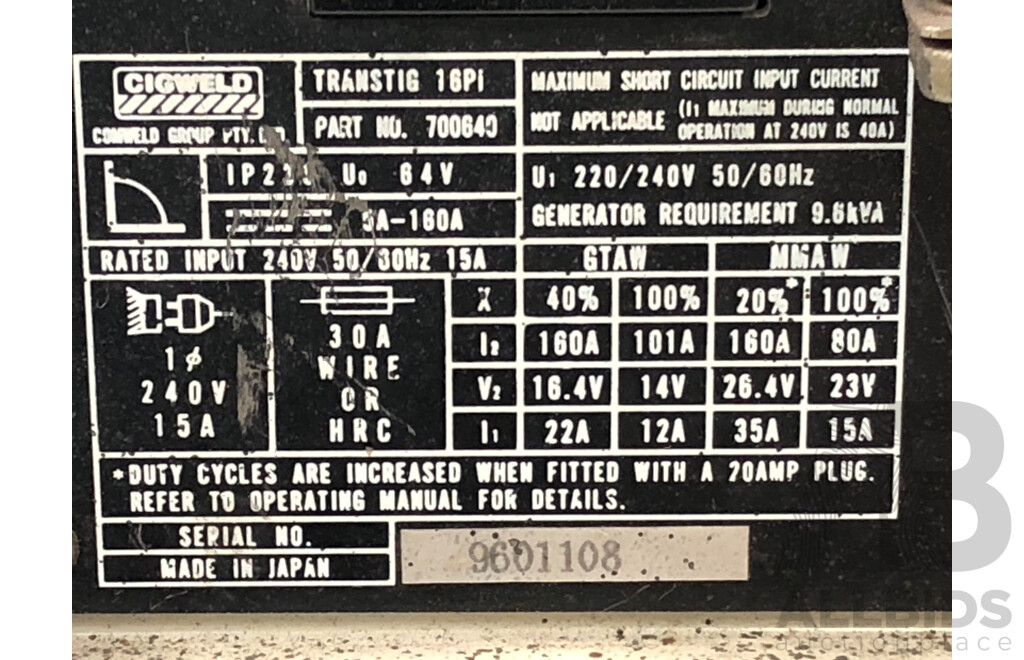 CIGWELD
COMWELD GROUP PTY.
TRANSTIG 16Pi
PART NO. 700640
MAXIMUM SHORT CIRCUIT INPUT CURRENT
NOT APPLICABLE (I1 MAXIMUM DURING NORMAL
OPERATION AT 240V IS 40A)
U0 64V
5A-160A
U1 220/240V 50/60Hz
GENERATOR REQUIREMENT 9.6kVA
RATED INPUT 240V 50/60Hz 15A
GTAW MMAW
X 40% 100% 20%* 100%*
I2 160A 101A 160A 80A
V2 16.4V 14V 26.4V 23V
I1 22A 12A 35A 15A
1ϕ
240V
15A
30A
WIRE
OR
HRC
*DUTY CYCLES ARE INCREASED WHEN FITTED WITH A 20AMP PLUG.
REFER TO OPERATING MANUAL FOR DETAILS.
SERIAL NO. 9601108
MADE IN JAPAN
B
ALLBIDS
auctionplace